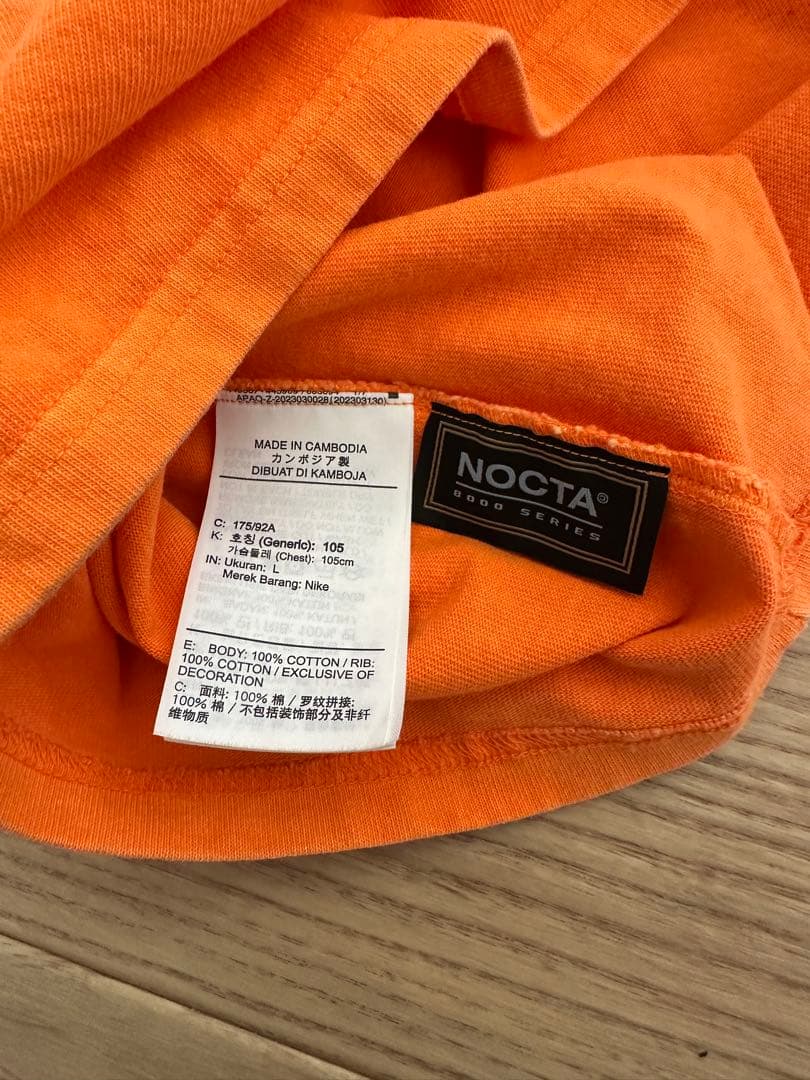 APAQ-Z-2023030028 (202303130)
MADE IN CAMBODIA
カンボジア製
DIBUAT DI KAMBOJA
C: 175/92A
K: 호칭 (Generic): 105
가슴둘레 (Chest): 105cm
IN: Ukuran: L
Merek Barang: Nike
E: BODY: 100% COTTON / RIB:
100% COTTON / EXCLUSIVE OF
DECORATION
C: 面料: 100% 棉 / 罗纹拼接:
100% 棉 / 不包括装饰部分及非纤
维物质
NOCTA®
8000 SERIES